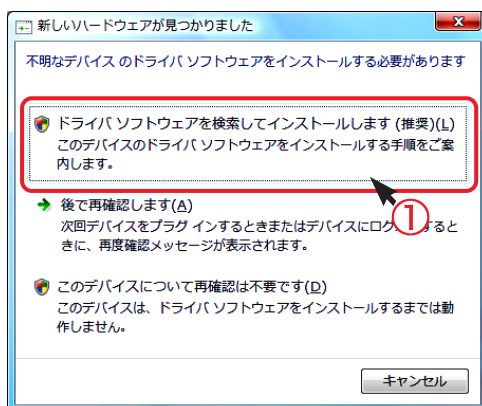 新しいハードウェアが見つかりました
不明なデバイス のドライバ ソフトウェアをインストールする必要があります
ドライバ ソフトウェアを検索してインストールします (推奨)(L)
このデバイスのドライバ ソフトウェアをインストールする手順をご案
内します。
後で再確認します(A)
次回デバイスをプラグ インするときまたはデバイスにログ すると
きに、再度確認メッセージが表示されます。
①
このデバイスについて再確認は不要です(D)
このデバイスは、ドライバ ソフトウェアをインストールするまでは動
作しません。
キャンセル